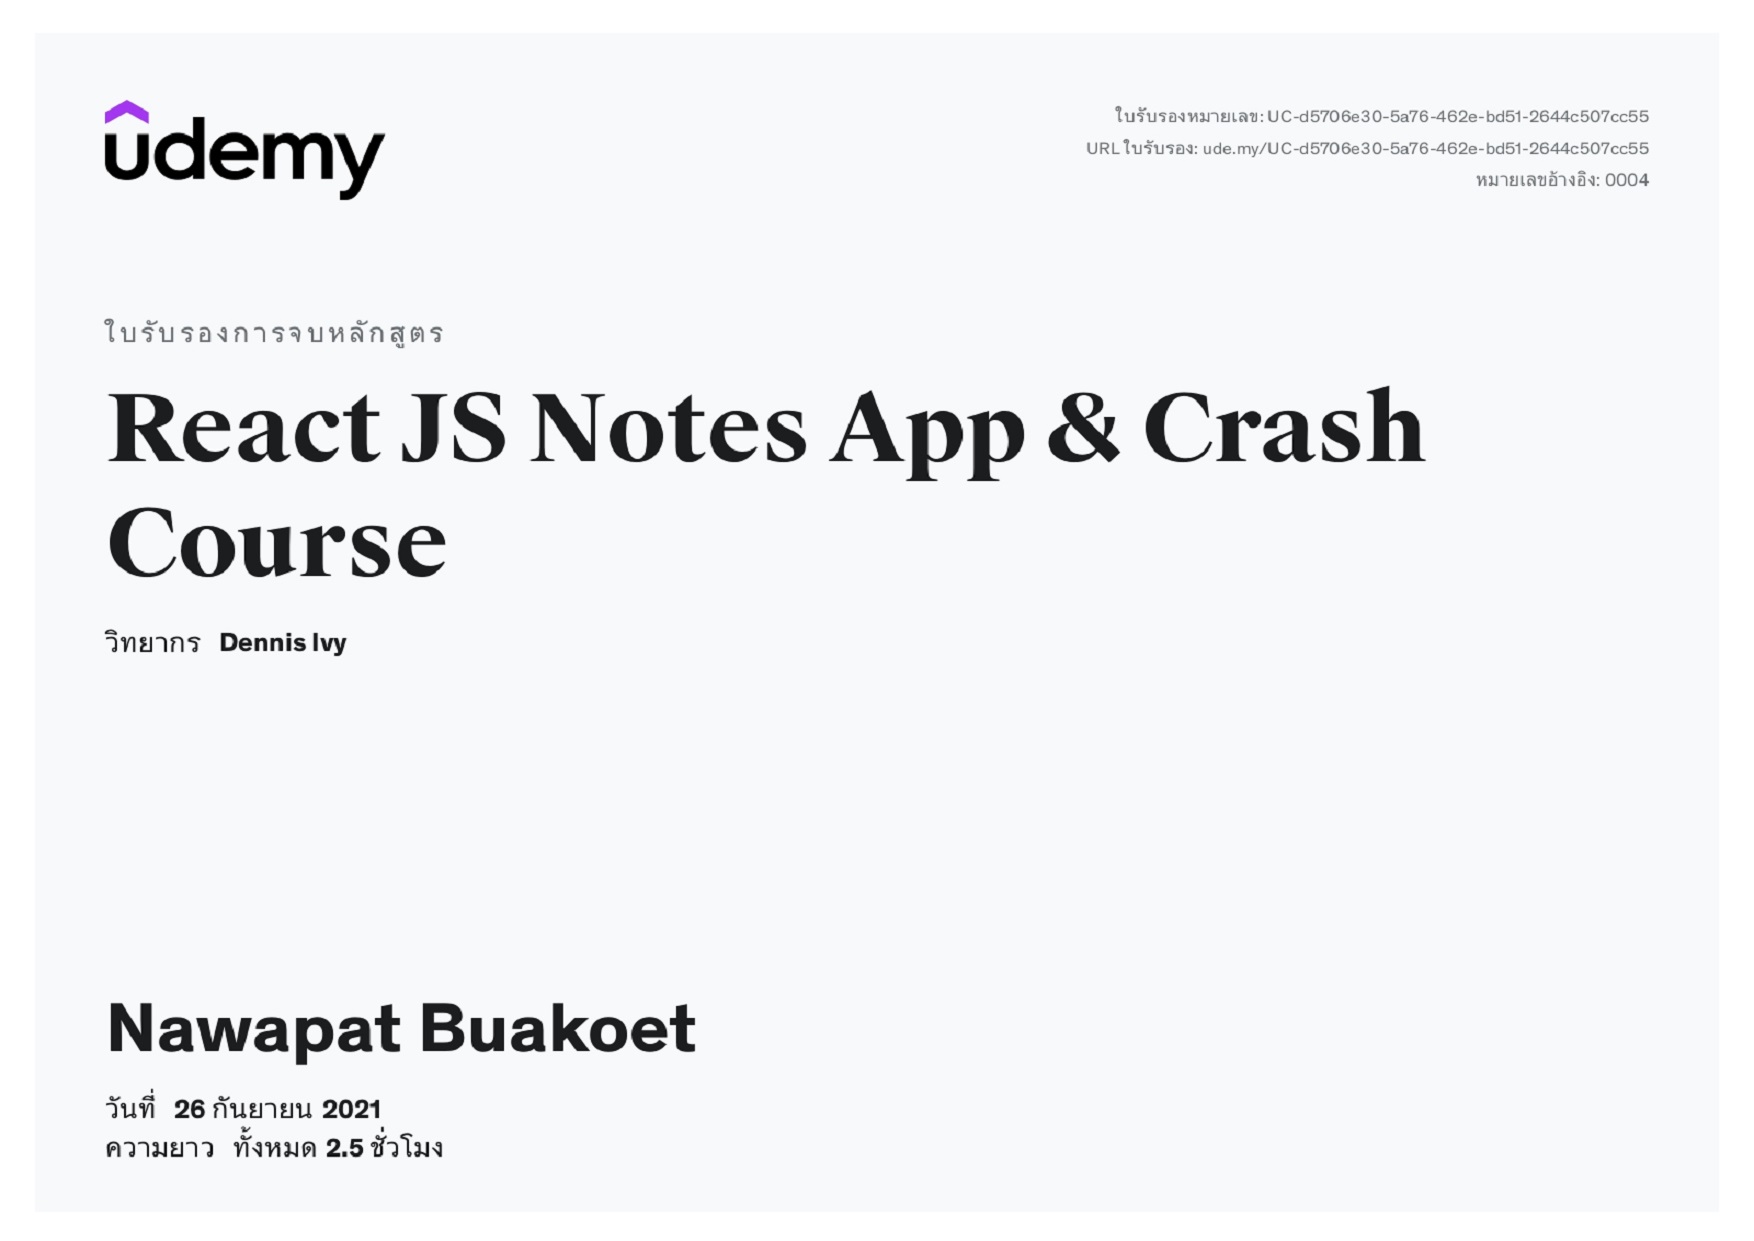 udemy
ใบรับรองหมายเลข: UC-d5706e30-5a76-462e-bd51-2644c507cc55
URL ใบรับรอง: ude.my/UC-d5706e30-5a76-462e-bd51-2644c507cc55
หมายเลขอ้างอิง: 0004
ใบรับรองการจบหลักสูตร
React JS Notes App & Crash
Course
วิทยากร Dennis Ivy
Nawapat Buakoet
วันที่ 26 กันยายน 2021
ความยาว ทั้งหมด 2.5 ชั่วโมง